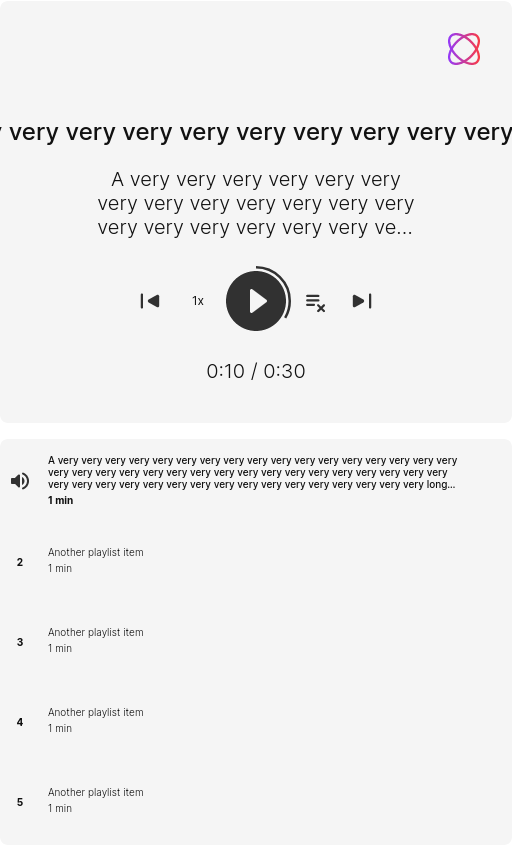 very very very very very very very very very
A very very very very very very
very very very very very very very
very very very very very very ve...
1x
0:10 / 0:30
A very very very very very very very very very very very very very very very very very
very very very very very very very very very very very very very very very very very
very very very very very very very very very very very very very very very very long...
1 min
2
Another playlist item
1 min
3
Another playlist item
1 min
4
Another playlist item
1 min
5
Another playlist item
1 min